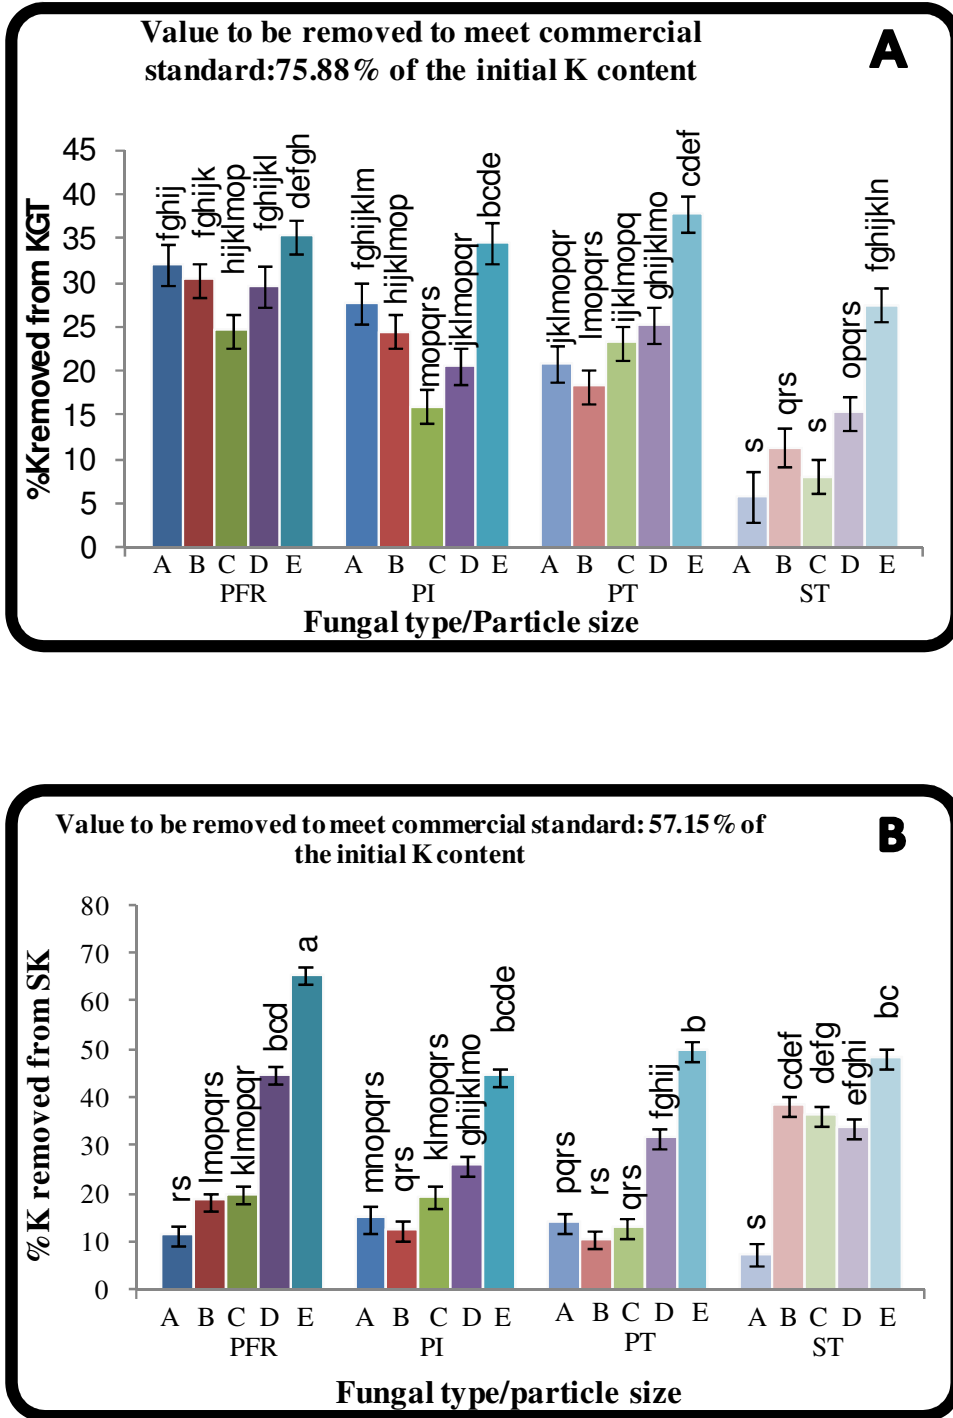 Value to be removed to meet commercial
standard:75.88% of the initial K content
A
%Kremoved from KGT
45
40
35
30
25
20
15
10
5
0
fghij
fghijk
hijklmop
fghijkl
defgh
fghijklm
hijklmop
mopqrs
jklmopqr
bcde
jklmopqr
lmopqrs
ijklmopq
ghijklmo
cdef
s
qrs
s
opqrs
fghijkln
A B C D E A B C D E A B C D E A B C D E
PFR PI PT ST
Fungal type/Particle size
Value to be removed to meet commercial standard: 57.15% of
the initial K content
B
%K removed from SK
80
70
60
50
40
30
20
10
0
rs
lmopqrs
klmopqr
bcd
a
mnopqrs
qrs
klmopqrs
ghijklmo
bcde
pqrs
rs
qrs
fghij
b
s
cdef
defg
efghi
bc
A B C D E A B C D E A B C D E A B C D E
PFR PI PT ST
Fungal type/particle size